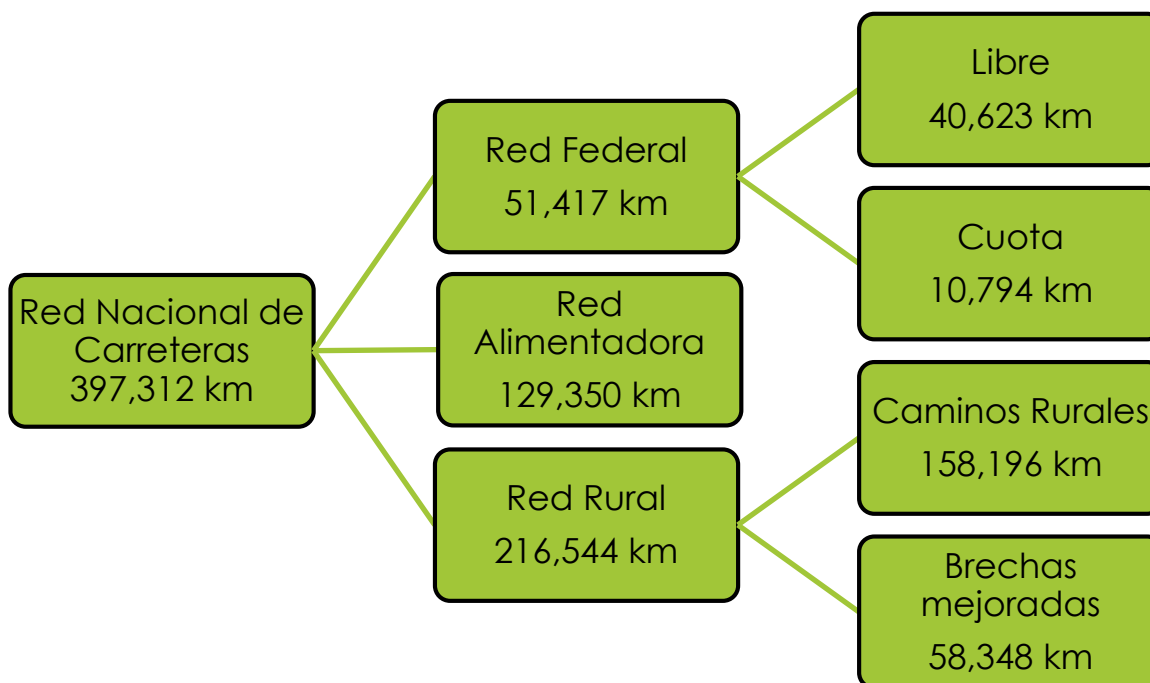 Red Nacional de
Carreteras
397,312 km
Red Federal
51,417 km
Libre
40,623 km
Cuota
10,794 km
Red
Alimentadora
129,350 km
Red Rural
216,544 km
Caminos Rurales
158,196 km
Brechas
mejoradas
58,348 km